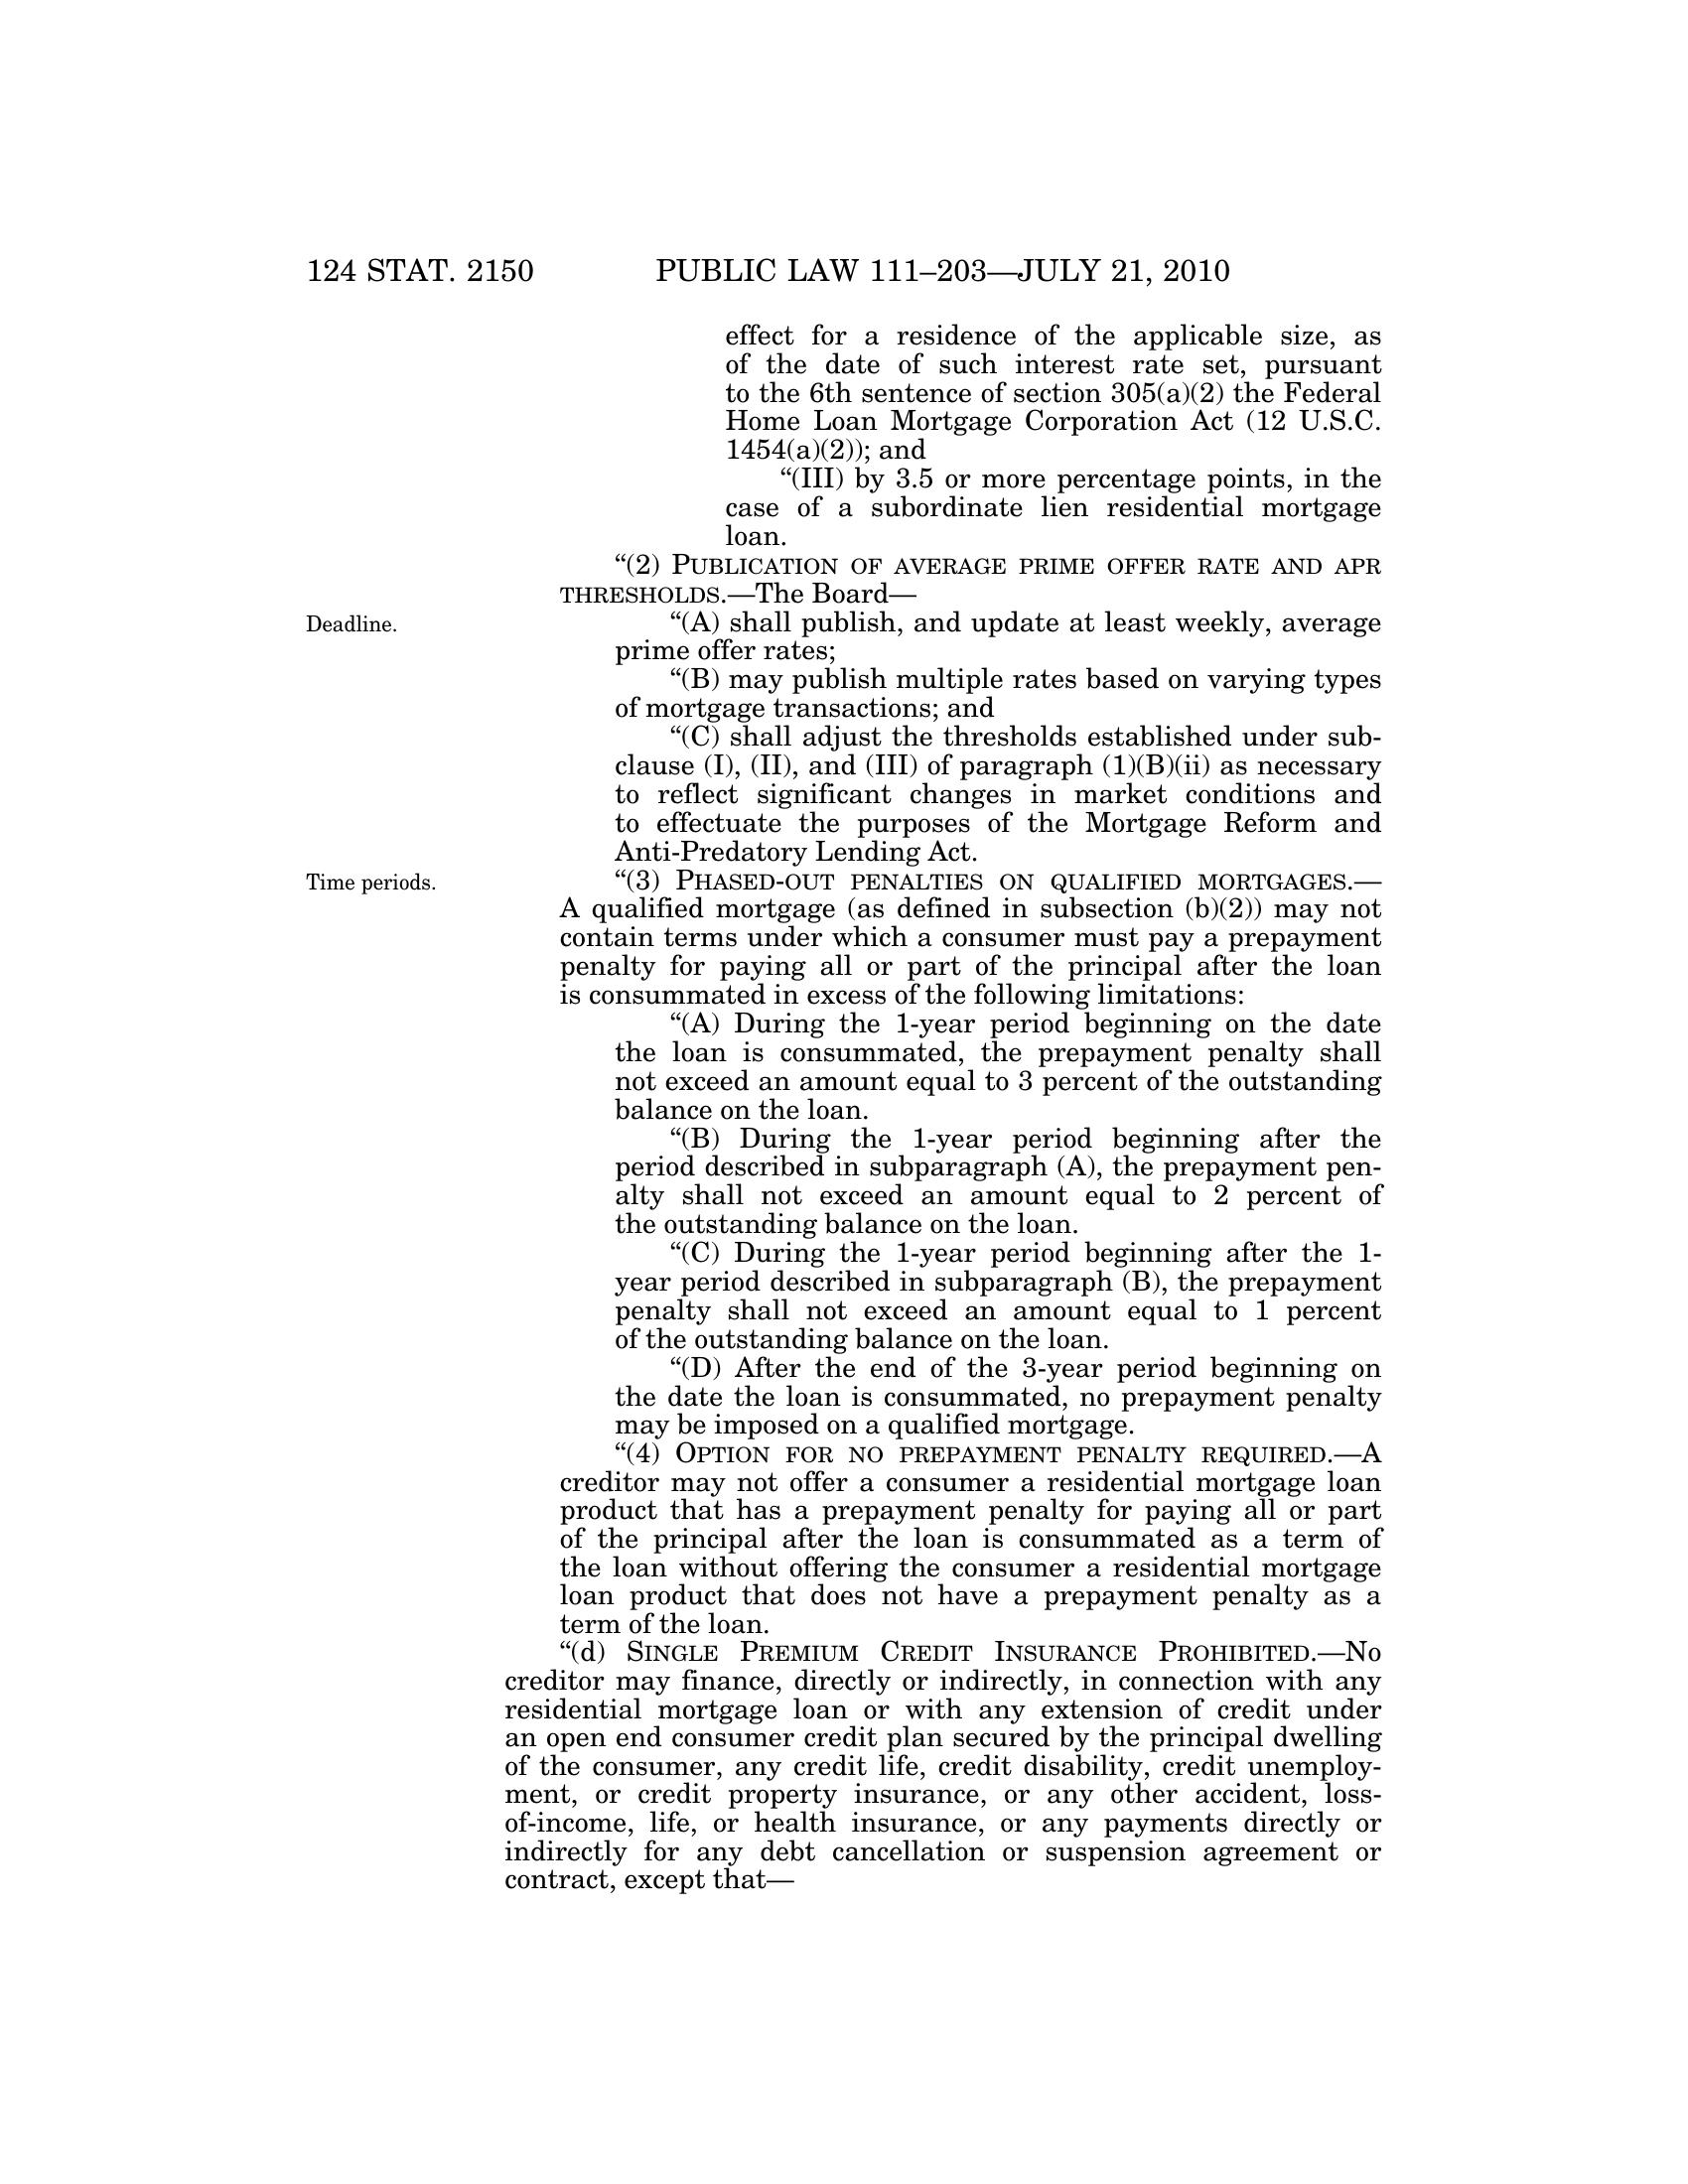 124 STAT. 2150 PUBLIC LAW 111–203—JULY 21, 2010
effect for a residence of the applicable size, as
of the date of such interest rate set, pursuant
to the 6th sentence of section 305(a)(2) the Federal
Home Loan Mortgage Corporation Act (12 U.S.C.
1454(a)(2)); and
“(III) by 3.5 or more percentage points, in the
case of a subordinate lien residential mortgage
loan.
“(2) PUBLICATION OF AVERAGE PRIME OFFER RATE AND APR
THRESHOLDS.—The Board—
Deadline.
“(A) shall publish, and update at least weekly, average
prime offer rates;
“(B) may publish multiple rates based on varying types
of mortgage transactions; and
“(C) shall adjust the thresholds established under sub-
clause (I), (II), and (III) of paragraph (1)(B)(ii) as necessary
to reflect significant changes in market conditions and
to effectuate the purposes of the Mortgage Reform and
Anti-Predatory Lending Act.
Time periods.
“(3) PHASED-OUT PENALTIES ON QUALIFIED MORTGAGES.—
A qualified mortgage (as defined in subsection (b)(2)) may not
contain terms under which a consumer must pay a prepayment
penalty for paying all or part of the principal after the loan
is consummated in excess of the following limitations:
“(A) During the 1-year period beginning on the date
the loan is consummated, the prepayment penalty shall
not exceed an amount equal to 3 percent of the outstanding
balance on the loan.
“(B) During the 1-year period beginning after the
period described in subparagraph (A), the prepayment pen-
alty shall not exceed an amount equal to 2 percent of
the outstanding balance on the loan.
“(C) During the 1-year period beginning after the 1-
year period described in subparagraph (B), the prepayment
penalty shall not exceed an amount equal to 1 percent
of the outstanding balance on the loan.
“(D) After the end of the 3-year period beginning on
the date the loan is consummated, no prepayment penalty
may be imposed on a qualified mortgage.
“(4) OPTION FOR NO PREPAYMENT PENALTY REQUIRED.—A
creditor may not offer a consumer a residential mortgage loan
product that has a prepayment penalty for paying all or part
of the principal after the loan is consummated as a term of
the loan without offering the consumer a residential mortgage
loan product that does not have a prepayment penalty as a
term of the loan.
“(d) SINGLE PREMIUM CREDIT INSURANCE PROHIBITED.—No
creditor may finance, directly or indirectly, in connection with any
residential mortgage loan or with any extension of credit under
an open end consumer credit plan secured by the principal dwelling
of the consumer, any credit life, credit disability, credit unemploy-
ment, or credit property insurance, or any other accident, loss-
of-income, life, or health insurance, or any payments directly or
indirectly for any debt cancellation or suspension agreement or
contract, except that—